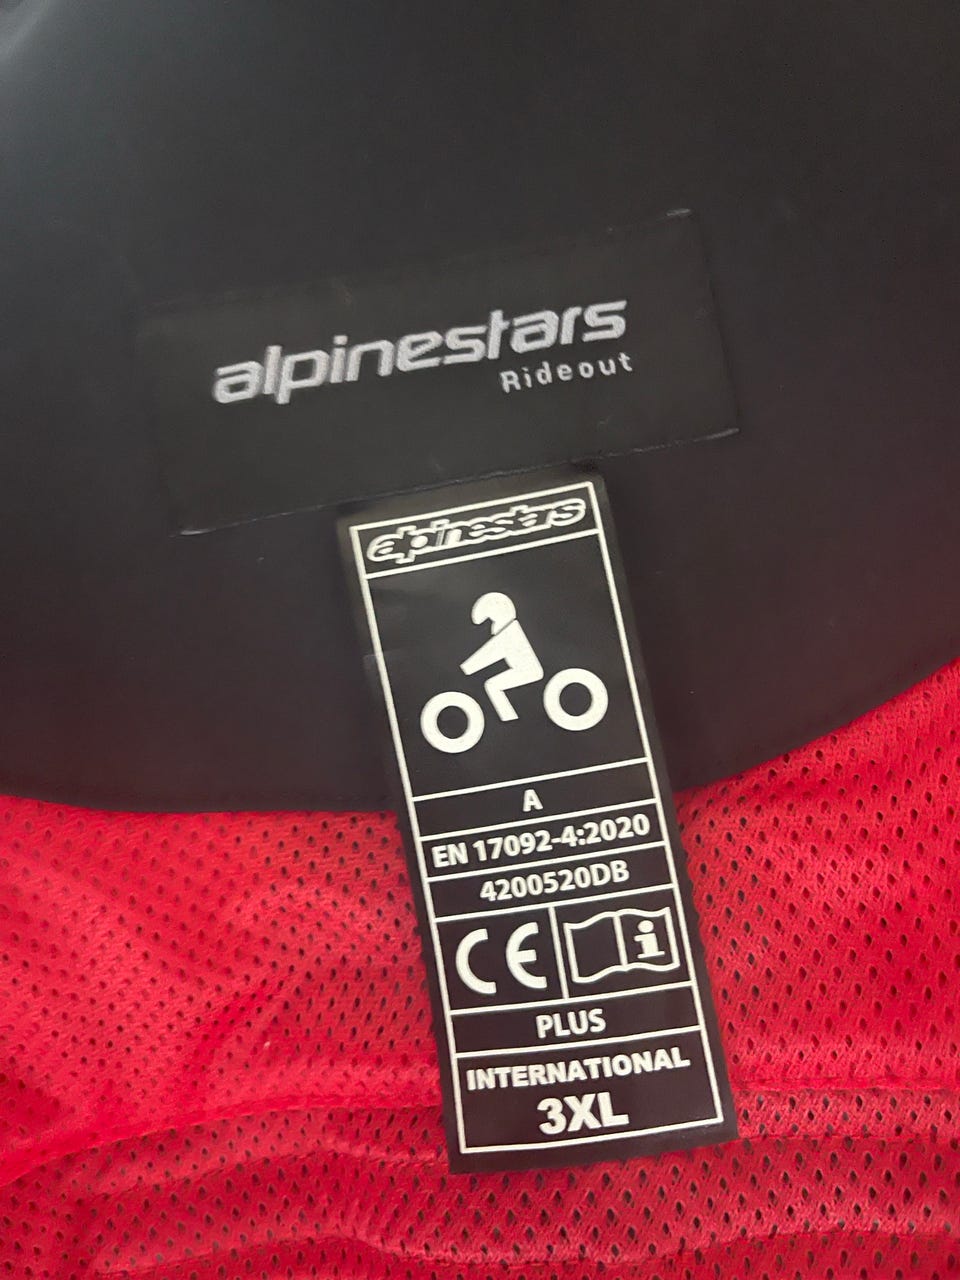 alpinestars
Rideout
alpinestars
A
EN 17092-4:2020
4200520DB
CE
i
PLUS
INTERNATIONAL
3XL